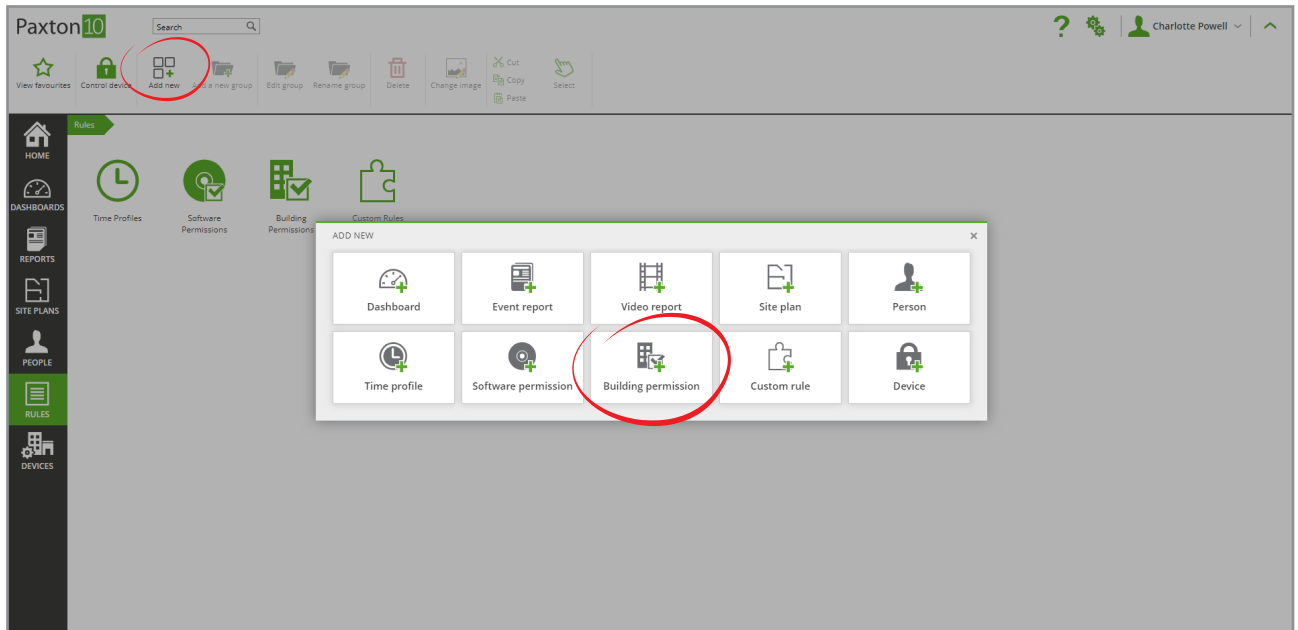 Paxton10
Search
Charlotte Powell
View favourites
Control device
Add new
Add a new group
Edit group
Rename group
Delete
Change image
Cut
Copy
Paste
Select
HOME
DASHBOARDS
REPORTS
SITE PLANS
PEOPLE
RULES
DEVICES
Rules
Time Profiles
Software
Permissions
Building
Permissions
Custom Rules
ADD NEW
Dashboard
Event report
Video report
Site plan
Person
Time profile
Software permission
Building permission
Custom rule
Device